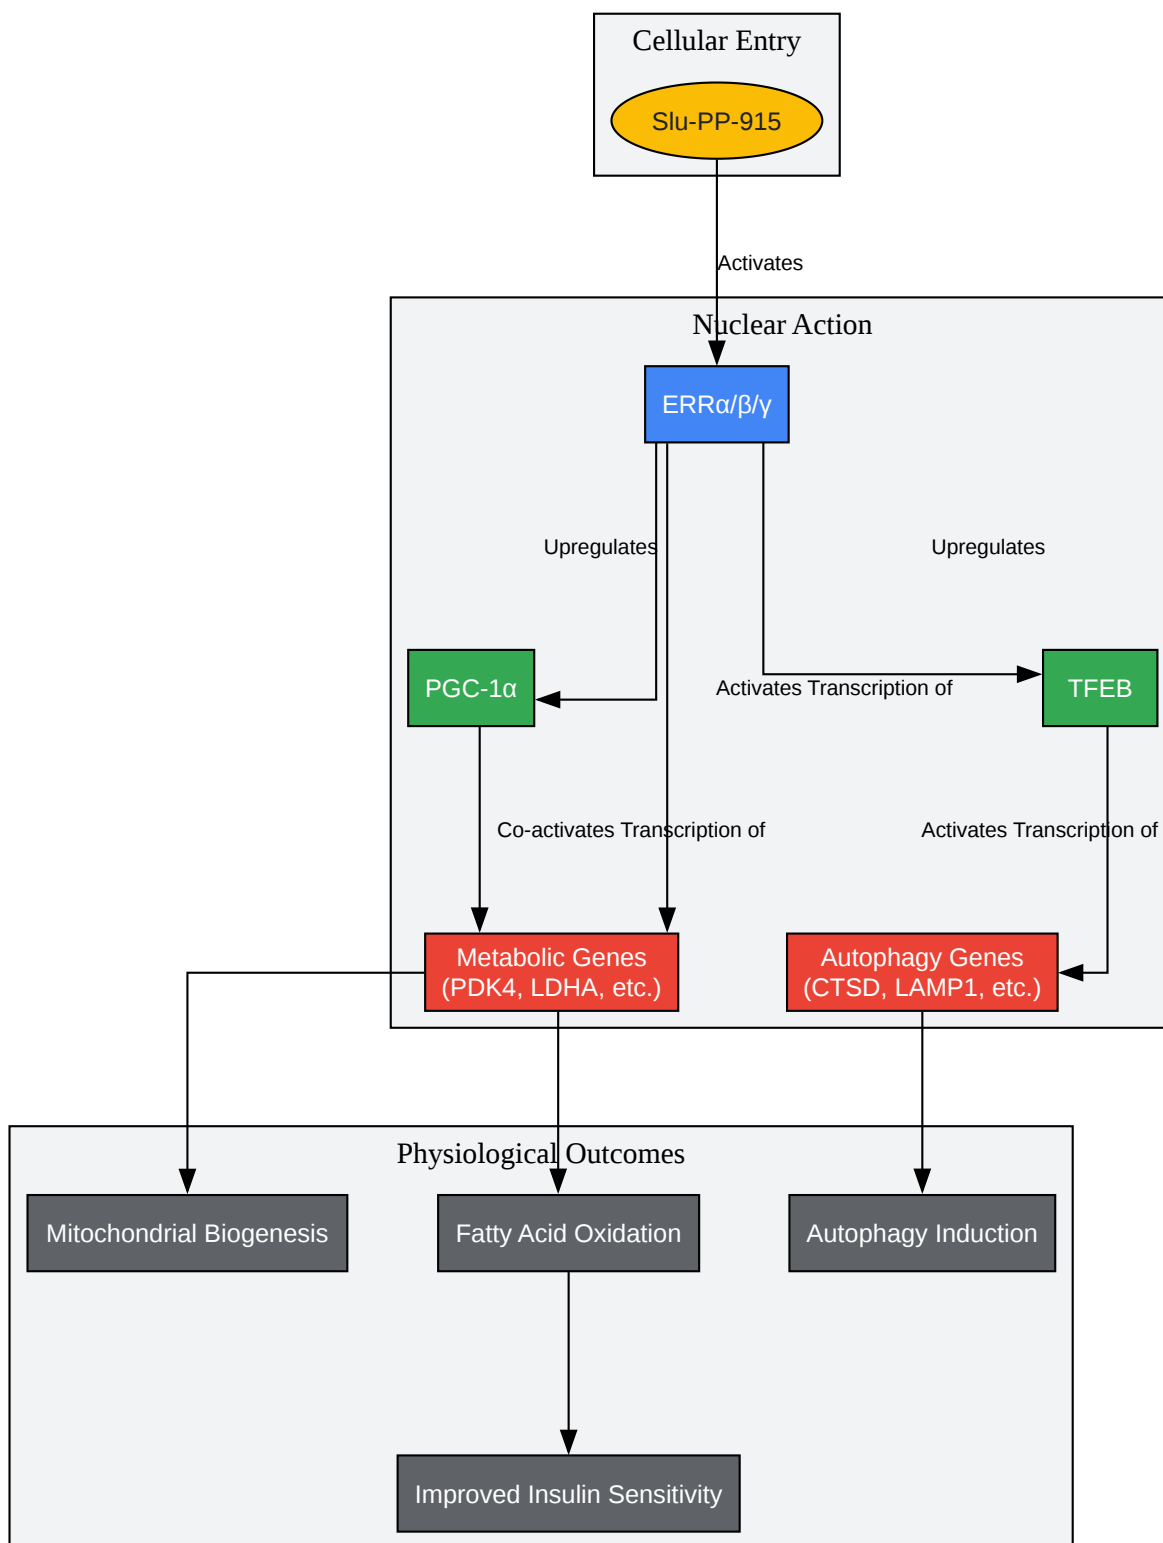 Cellular Entry
Slu-PP-915
Activates
Nuclear Action
ERRα/β/γ
Upregulates
Upregulates
PGC-1α
Activates Transcription of
TFEB
Co-activates Transcription of
Activates Transcription of
Metabolic Genes
(PDK4, LDHA, etc.)
Autophagy Genes
(CTSD, LAMP1, etc.)
Physiological Outcomes
Mitochondrial Biogenesis
Fatty Acid Oxidation
Autophagy Induction
Improved Insulin Sensitivity